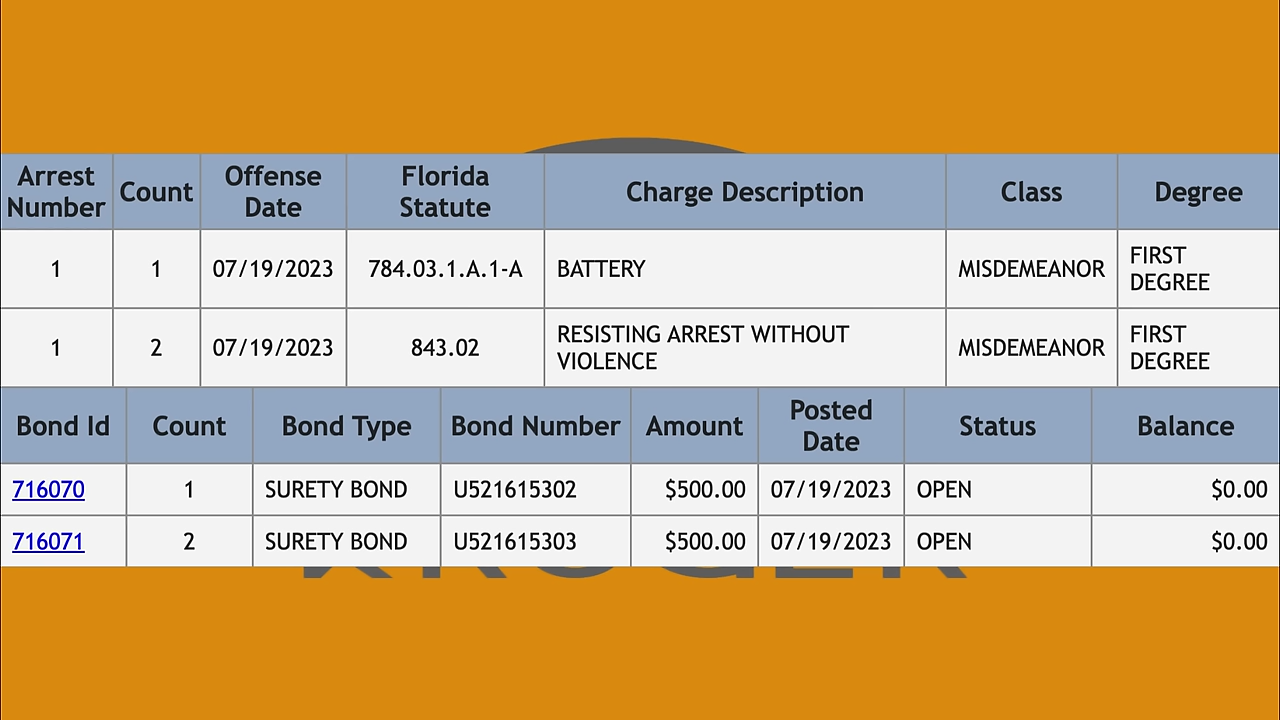 Arrest Number Count Offense Date Florida Statute Charge Description Class Degree
1 1 07/19/2023 784.03.1.A.1-A BATTERY MISDEMEANOR FIRST DEGREE
1 2 07/19/2023 843.02 RESISTING ARREST WITHOUT VIOLENCE MISDEMEANOR FIRST DEGREE
Bond Id Count Bond Type Bond Number Amount Posted Date Status Balance
716070 1 SURETY BOND U521615302 $500.00 07/19/2023 OPEN $0.00
716071 2 SURETY BOND U521615303 $500.00 07/19/2023 OPEN $0.00